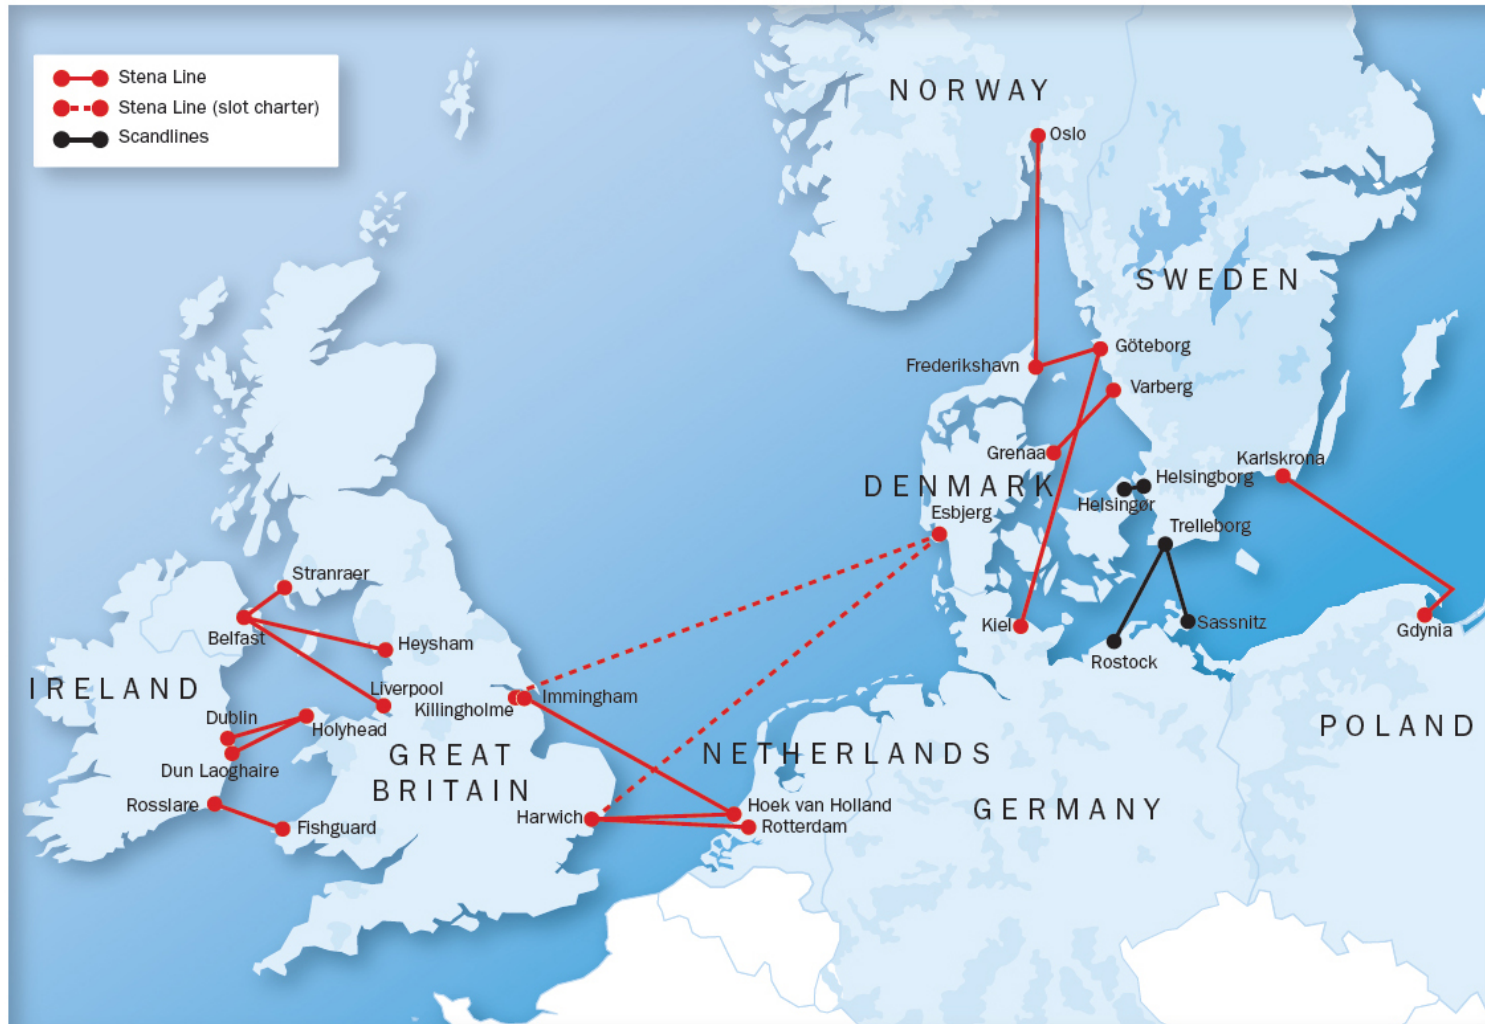 Stena Line
Stena Line (slot charter)
Scandlines
NORWAY
Oslo
SWEDEN
Göteborg
Frederikshavn
Varberg
Grenaa
Karlskrona
DENMARK
Helsingborg
Helsingør
Esbjerg
Trelleborg
Stranraer
Belfast
Kiel
Sassnitz
Gdynia
Heysham
Rostock
IRELAND
Liverpool
Immingham
Killingholme
Dublin
Holyhead
POLAND
GREAT
BRITAIN
NETHERLANDS
Dun Laoghaire
Rosslare
Hoek van Holland
GERMANY
Harwich
Rotterdam
Fishguard